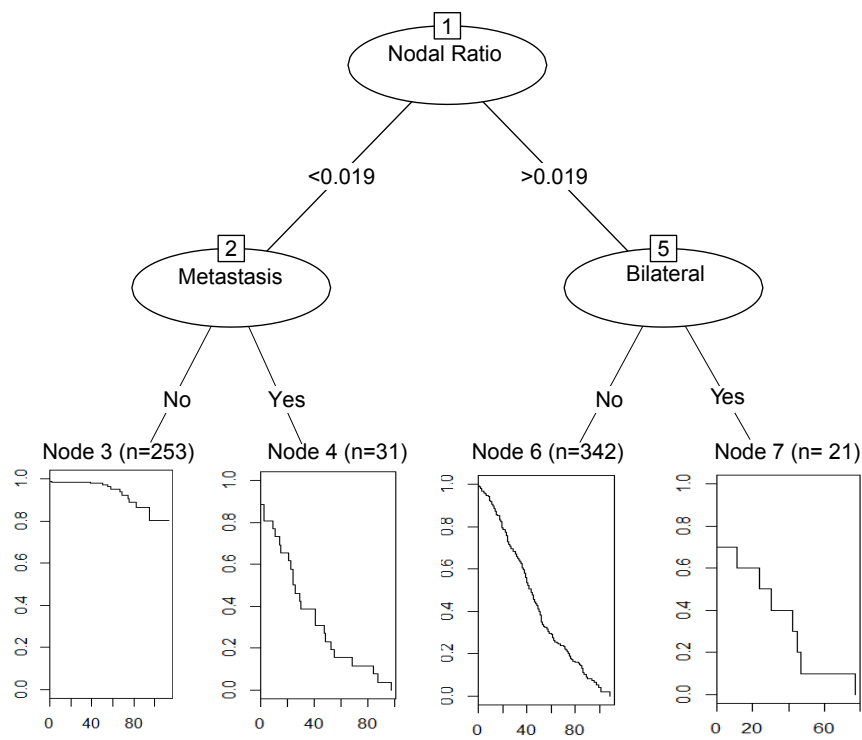 1
Nodal Ratio
<0.019 >0.019
2 5
Metastasis Bilateral
No Yes No Yes
Node 3 (n=253) Node 4 (n=31) Node 6 (n=342) Node 7 (n= 21)
1.0 1.0 1.0 1.0
0.8 0.8 0.8 0.8
0.6 0.6 0.6 0.6
0.4 0.4 0.4 0.4
0.2 0.2 0.2 0.2
0.0 0.0 0.0 0.0
0 40 80 0 40 80 0 40 80 0 20 60